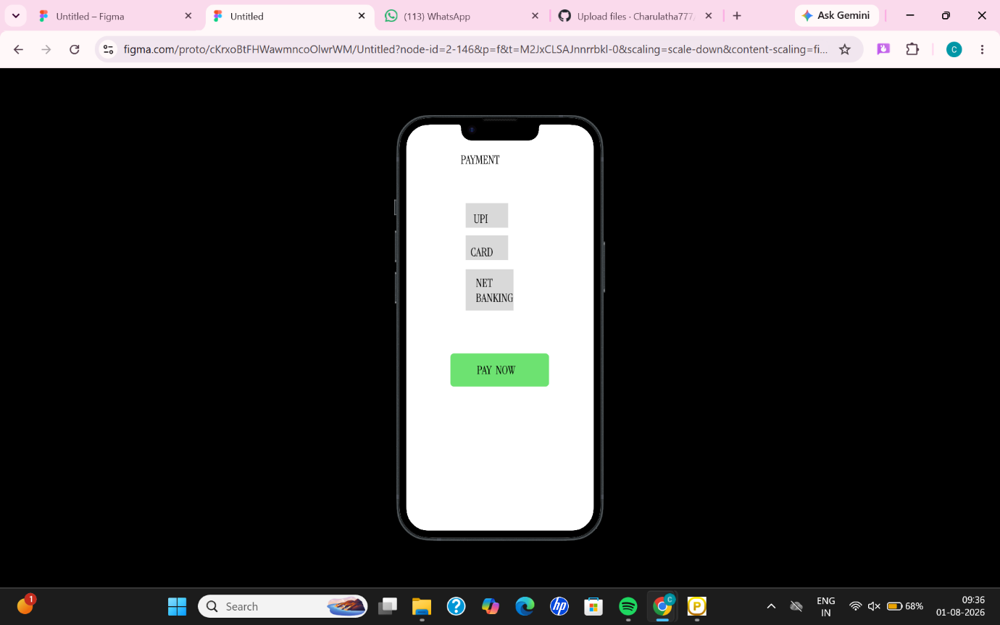 Untitled – Figma
Untitled
(113) WhatsApp
Upload files · Charulatha777/
Ask Gemini
figma.com/proto/cKrxoBtFHWawmncoOlwrWM/Untitled?node-id=2-146&p=f&t=M2JxCLSAJnnrrbkl-0&scaling=scale-down&content-scaling=fi...
C
PAYMENT
UPI
CARD
NET
BANKING
PAY NOW
1
Search
?
hp
C
P
ENG
IN
68%
09:36
01-08-2026